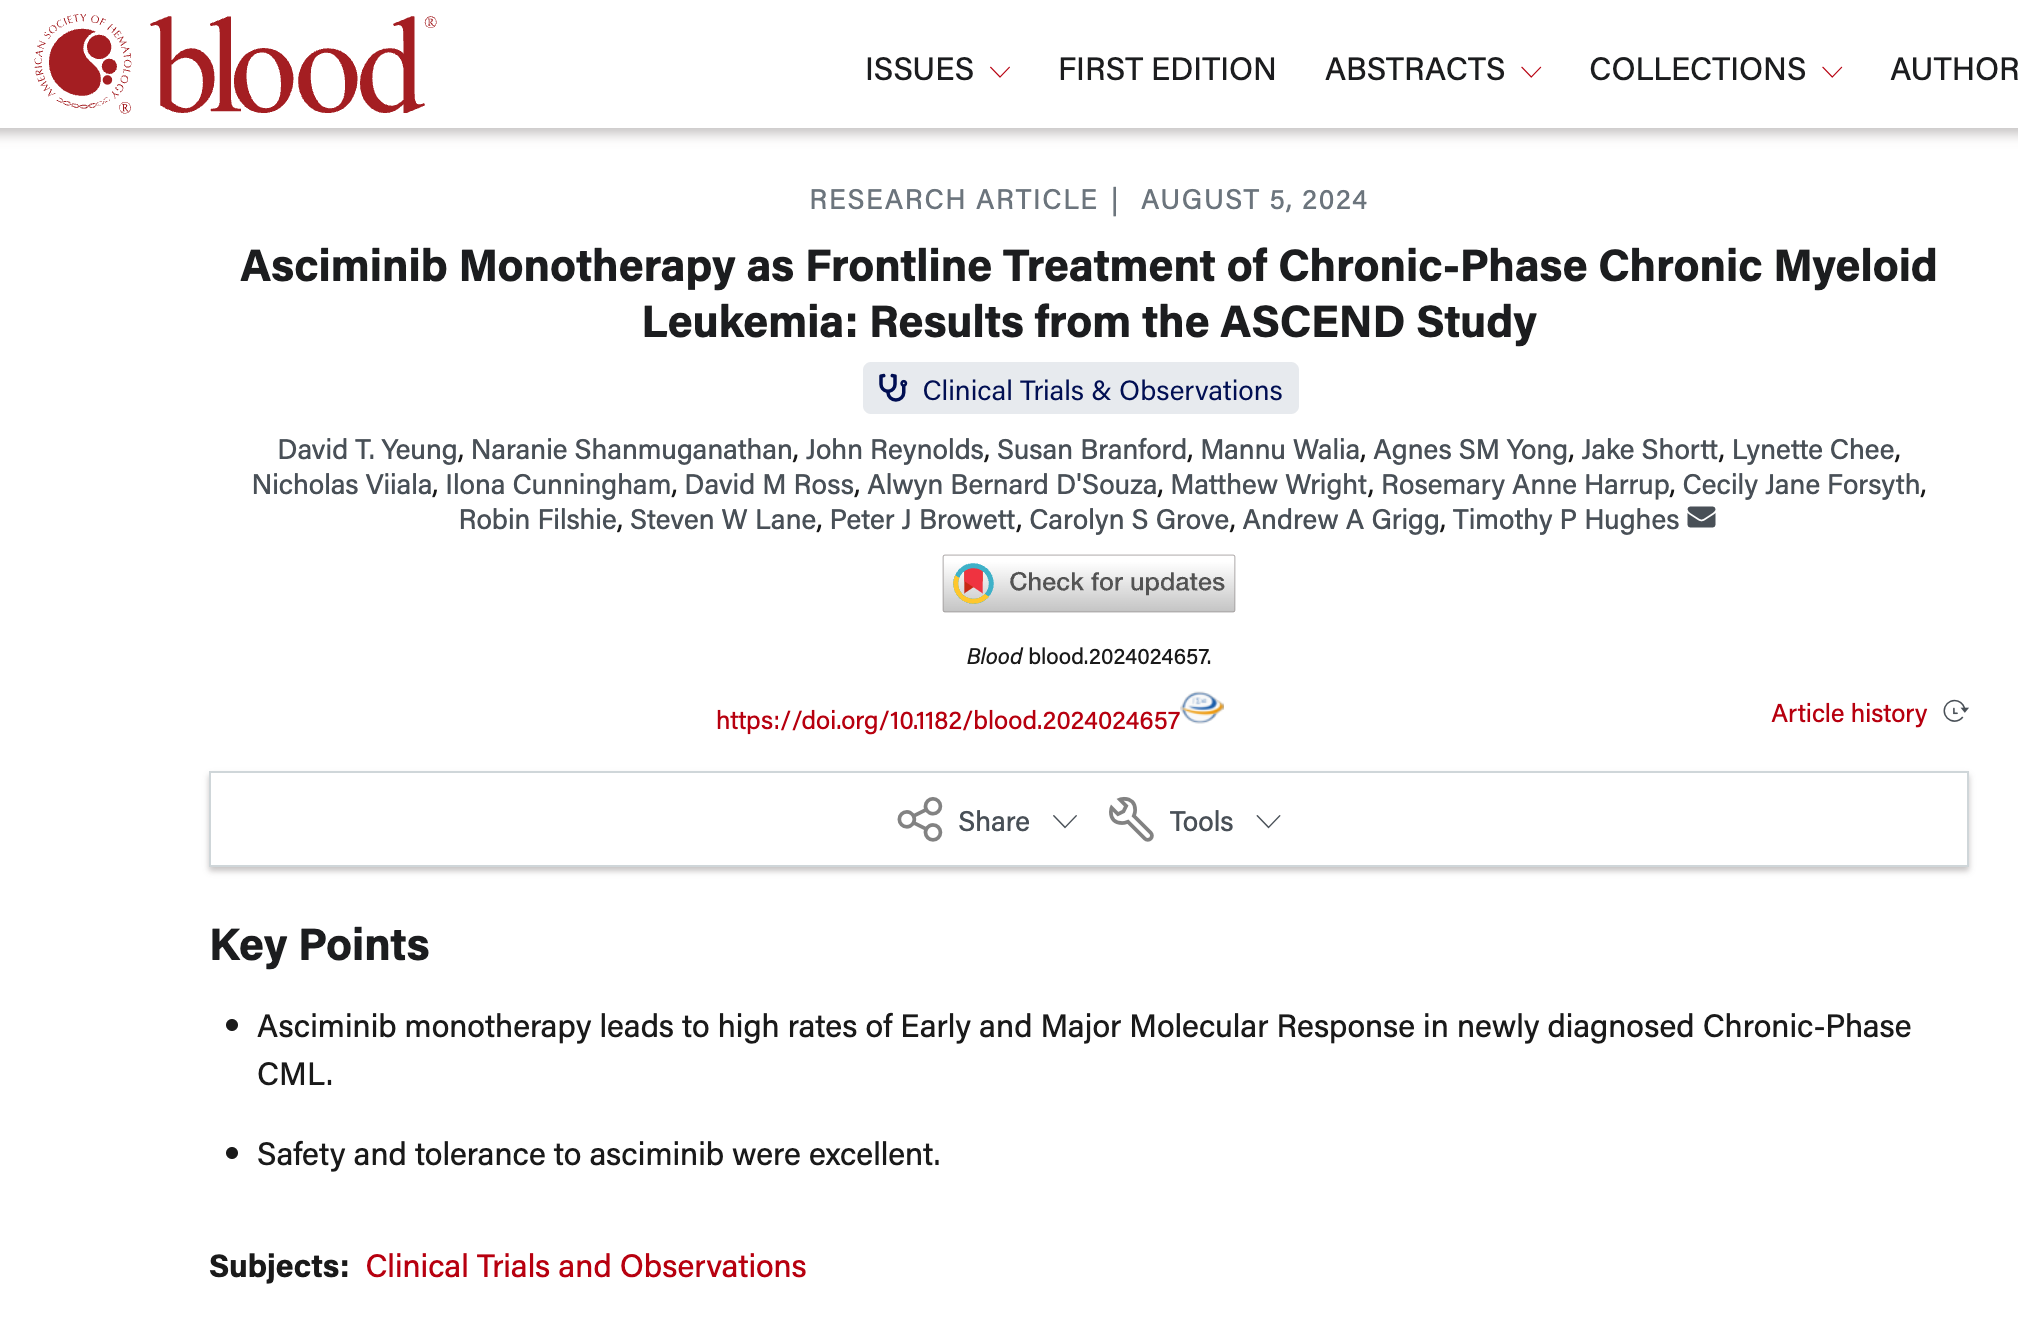 AMERICAN SOCIETY OF HEMATOLOGY ®
blood®
ISSUES FIRST EDITION ABSTRACTS COLLECTIONS AUTHOR
RESEARCH ARTICLE | AUGUST 5, 2024
Asciminib Monotherapy as Frontline Treatment of Chronic-Phase Chronic Myeloid
Leukemia: Results from the ASCEND Study
Clinical Trials & Observations
David T. Yeung, Naranie Shanmuganathan, John Reynolds, Susan Branford, Mannu Walia, Agnes SM Yong, Jake Shortt, Lynette Chee,
Nicholas Viiala, Ilona Cunningham, David M Ross, Alwyn Bernard D'Souza, Matthew Wright, Rosemary Anne Harrup, Cecily Jane Forsyth,
Robin Filshie, Steven W Lane, Peter J Browett, Carolyn S Grove, Andrew A Grigg, Timothy P Hughes
Check for updates
Blood blood.2024024657.
https://doi.org/10.1182/blood.2024024657
Article history
Share Tools
Key Points
• Asciminib monotherapy leads to high rates of Early and Major Molecular Response in newly diagnosed Chronic-Phase
CML.
• Safety and tolerance to asciminib were excellent.
Subjects: Clinical Trials and Observations